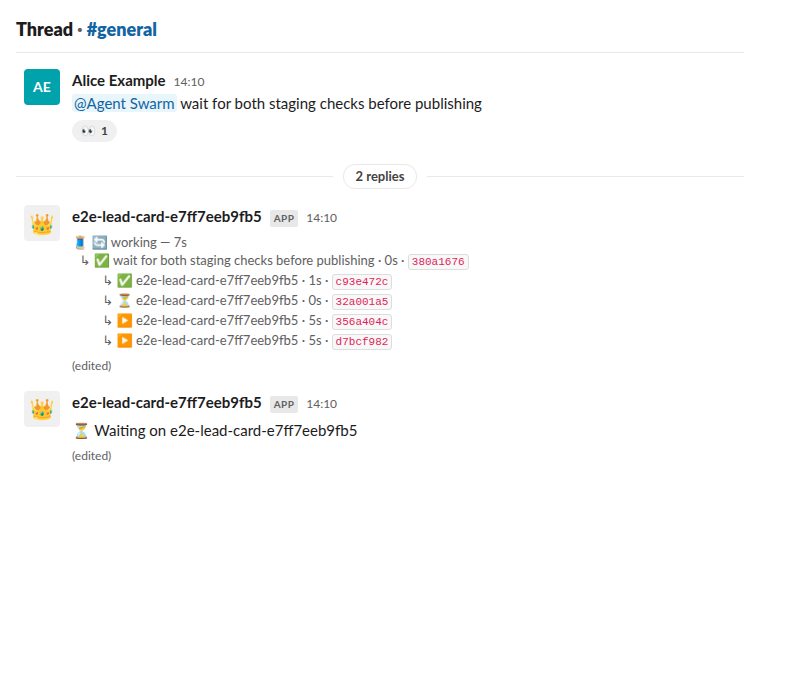 Thread • #general
AE
Alice Example 14:10
@Agent Swarm wait for both staging checks before publishing
👀 1
2 replies
e2e-lead-card-e7ff7eeb9fb5 APP 14:10
🧵 🔄 working — 7s
↳ ✅ wait for both staging checks before publishing · 0s · 380a1676
↳ ✅ e2e-lead-card-e7ff7eeb9fb5 · 1s · c93e472c
↳ ⏳ e2e-lead-card-e7ff7eeb9fb5 · 0s · 32a001a5
↳ ▶️ e2e-lead-card-e7ff7eeb9fb5 · 5s · 356a404c
↳ ▶️ e2e-lead-card-e7ff7eeb9fb5 · 5s · d7bcf982
(edited)
e2e-lead-card-e7ff7eeb9fb5 APP 14:10
⏳ Waiting on e2e-lead-card-e7ff7eeb9fb5
(edited)